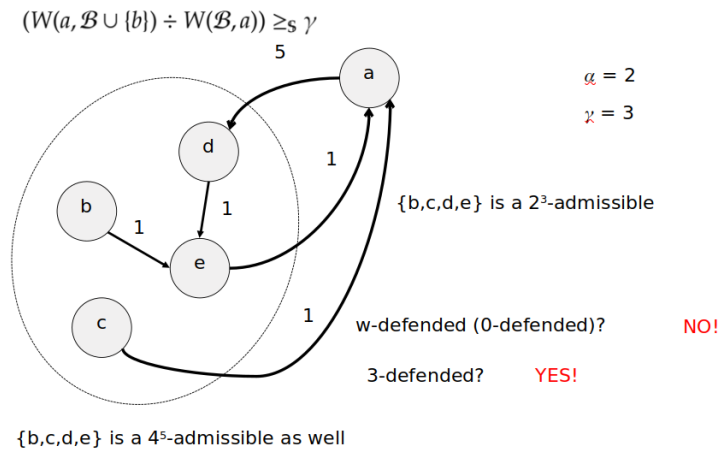 (W(a, ℬ ∪ {b}) ÷ W(ℬ, a)) ≥S γ
5
a
α = 2
γ = 3
d
1
{b,c,d,e} is a 2³-admissible
b
1
1
e
c
1
w-defended (0-defended)? NO!
3-defended? YES!
{b,c,d,e} is a 4⁵-admissible as well